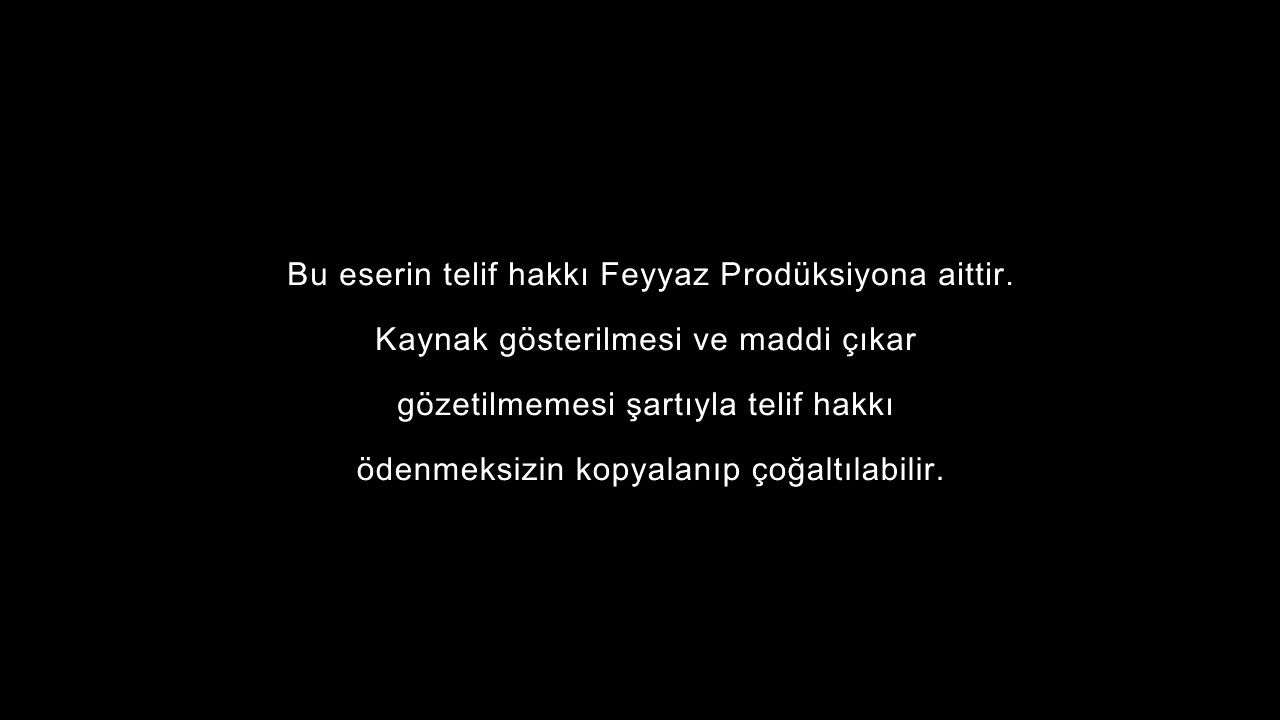 Bu eserin telif hakkı Feyyaz Prodüksiyona aittir.
Kaynak gösterilmesi ve maddi çıkar
gözetilmemesi şartıyla telif hakkı
ödenmeksizin kopyalanıp çoğaltılabilir.